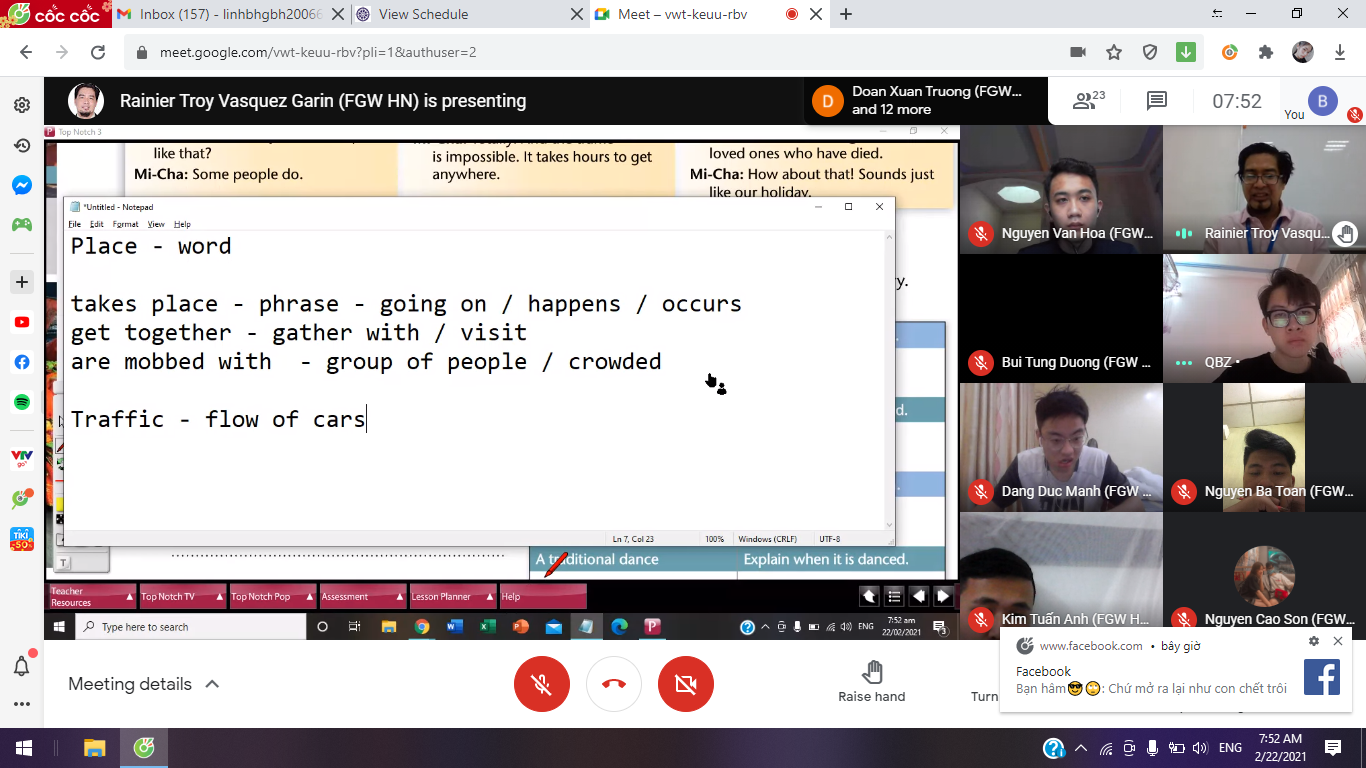 cốc cốc
Inbox (157) - linhbhgbh20066
View Schedule
Meet – vwt-keuu-rbv
meet.google.com/vwt-keuu-rbv?pli=1&authuser=2
Rainier Troy Vasquez Garin (FGW HN) is presenting
D
Doan Xuan Truong (FGW...
and 12 more
23
07:52
You
B
Top Notch 3
like that?
Mi-Cha: Some people do.
is impossible. It takes hours to get
anywhere.
loved ones who have died.
Mi-Cha: How about that! Sounds just
like our holiday.
*Untitled - Notepad
File Edit Format View Help
Place - word
takes place - phrase - going on / happens / occurs
get together - gather with / visit
are mobbed with - group of people / crowded
Traffic - flow of cars
Ln 7, Col 23
100%
Windows (CRLF)
UTF-8
ry.
d.
T
A traditional dance
Explain when it is danced.
Teacher
Resources
Top Notch TV
Top Notch Pop
Assessment
Lesson Planner
Help
Type here to search
ENG
7:52 am
22/02/2021
3
Nguyen Van Hoa (FGW...
Rainier Troy Vasqu...
Bui Tung Duong (FGW ...
QBZ •
Dang Duc Manh (FGW ...
Nguyen Ba Toan (FGW...
Kim Tuấn Anh (FGW H...
Nguyen Cao Son (FGW...
VTV
go
TIKI
-50%
Meeting details
Raise hand
Turn
www.facebook.com • bây giờ
Facebook
Bạn hâm😎🙄: Chứ mở ra lại như con chết trôi
ENG
7:52 AM
2/22/2021